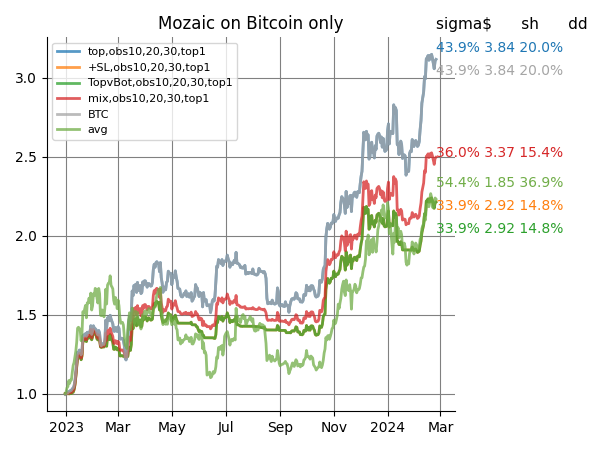 Mozaic on Bitcoin only
sigma$ sh dd
top,obs10,20,30,top1
+SL,obs10,20,30,top1
TopvBot,obs10,20,30,top1
mix,obs10,20,30,top1
BTC
avg
43.9% 3.84 20.0%
43.9% 3.84 20.0%
36.0% 3.37 15.4%
54.4% 1.85 36.9%
33.9% 2.92 14.8%
33.9% 2.92 14.8%
3.0
2.5
2.0
1.5
1.0
2023 Mar May Jul Sep Nov 2024 Mar